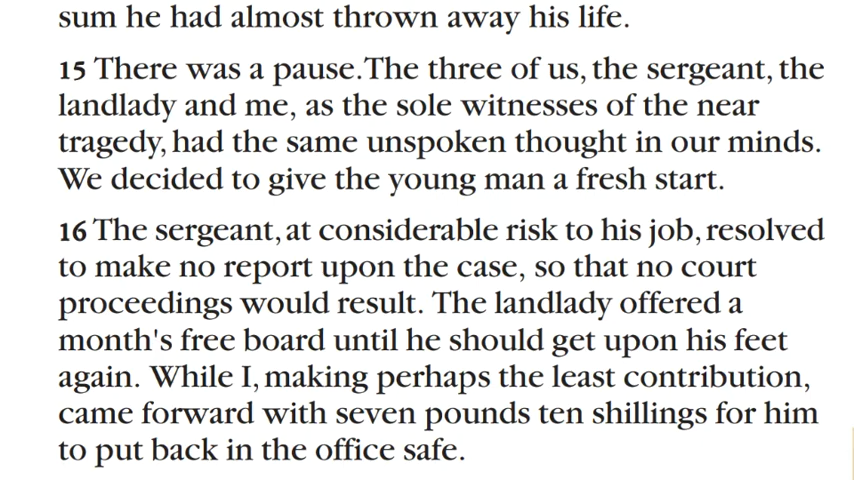 sum he had almost thrown away his life.
15 There was a pause.The three of us, the sergeant, the
landlady and me, as the sole witnesses of the near
tragedy, had the same unspoken thought in our minds.
We decided to give the young man a fresh start.
16 The sergeant, at considerable risk to his job, resolved
to make no report upon the case, so that no court
proceedings would result. The landlady offered a
month's free board until he should get upon his feet
again. While I, making perhaps the least contribution,
came forward with seven pounds ten shillings for him
to put back in the office safe.